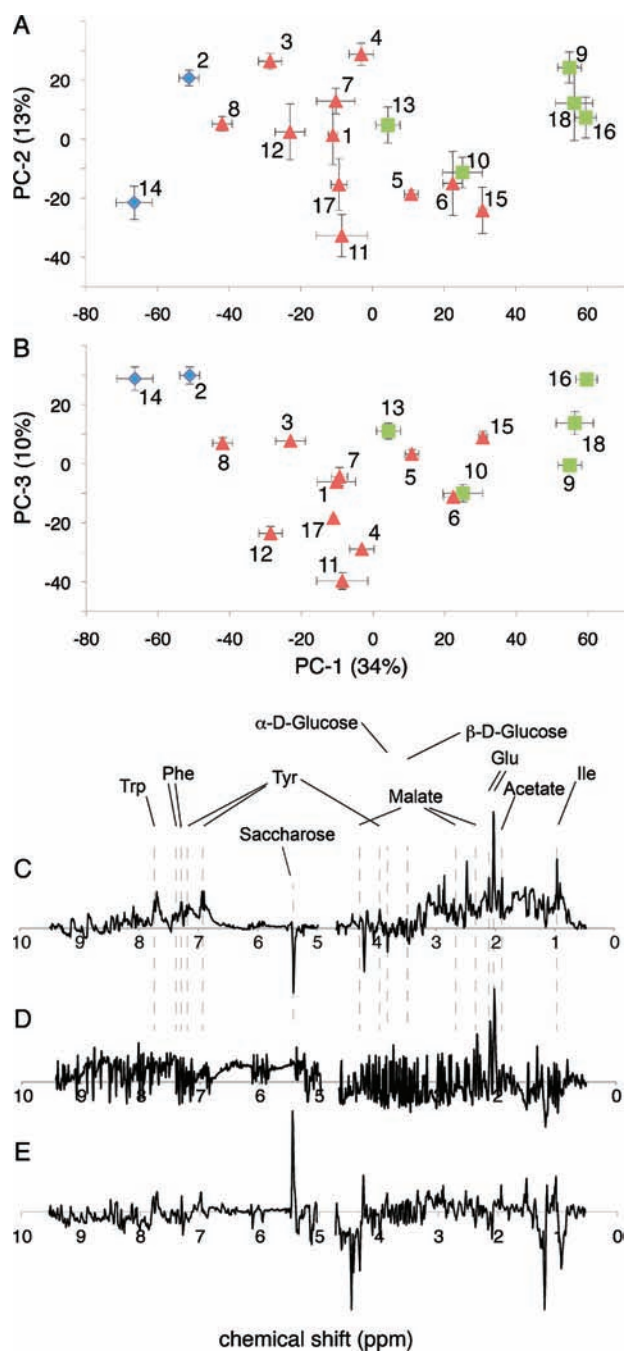 A
PC-2 (13%)
20
0
-20
-40
2
3
4
7
8
12
1
13
9
18
16
10
14
17
5
6
15
11
-80 -60 -40 -20 0 20 40 60
B
PC-3 (10%)
20
0
-20
-40
14
2
16
13
15
18
3
8
7
5
10
9
1
6
17
12
4
11
-80 -60 -40 -20 0 20 40 60
PC-1 (34%)
α-D-Glucose
β-D-Glucose
Glu
Phe
Trp
Tyr
Malate
Acetate
Ile
Saccharose
C
10 9 8 7 6 5 4 3 2 1 0
D
10 9 8 7 6 5 4 3 2 1 0
E
10 9 8 7 6 5 4 3 2 1 00
chemical shift (ppm)